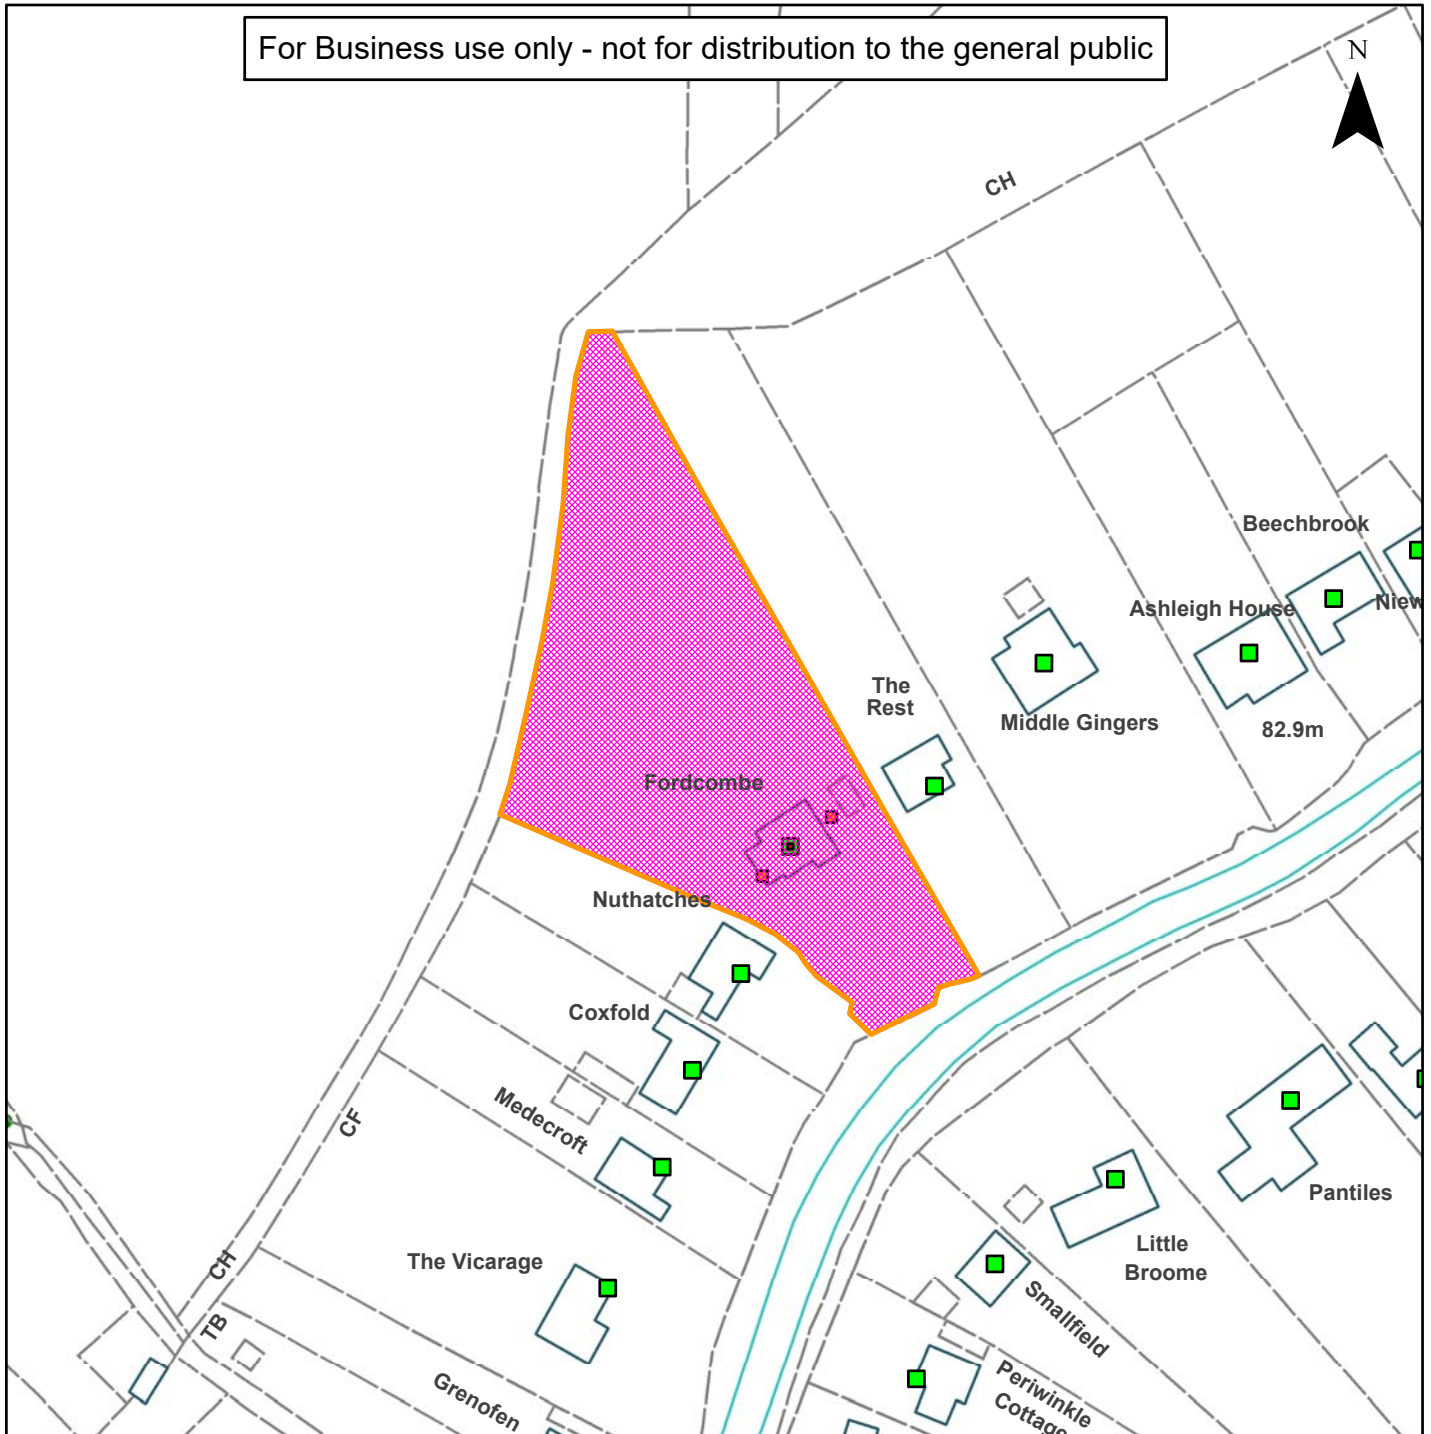 For Business use only - not for distribution to the general public
N
CH
Beechbrook
Ashleigh House
The
Rest
Middle Gingers
82.9m
Fordcombe
Nuthatches
Coxfold
Medecroft
CF
Pantiles
The Vicarage
Little
Broome
CH
TB
Smallfield
Grenofen
Periwinkle
Cottage